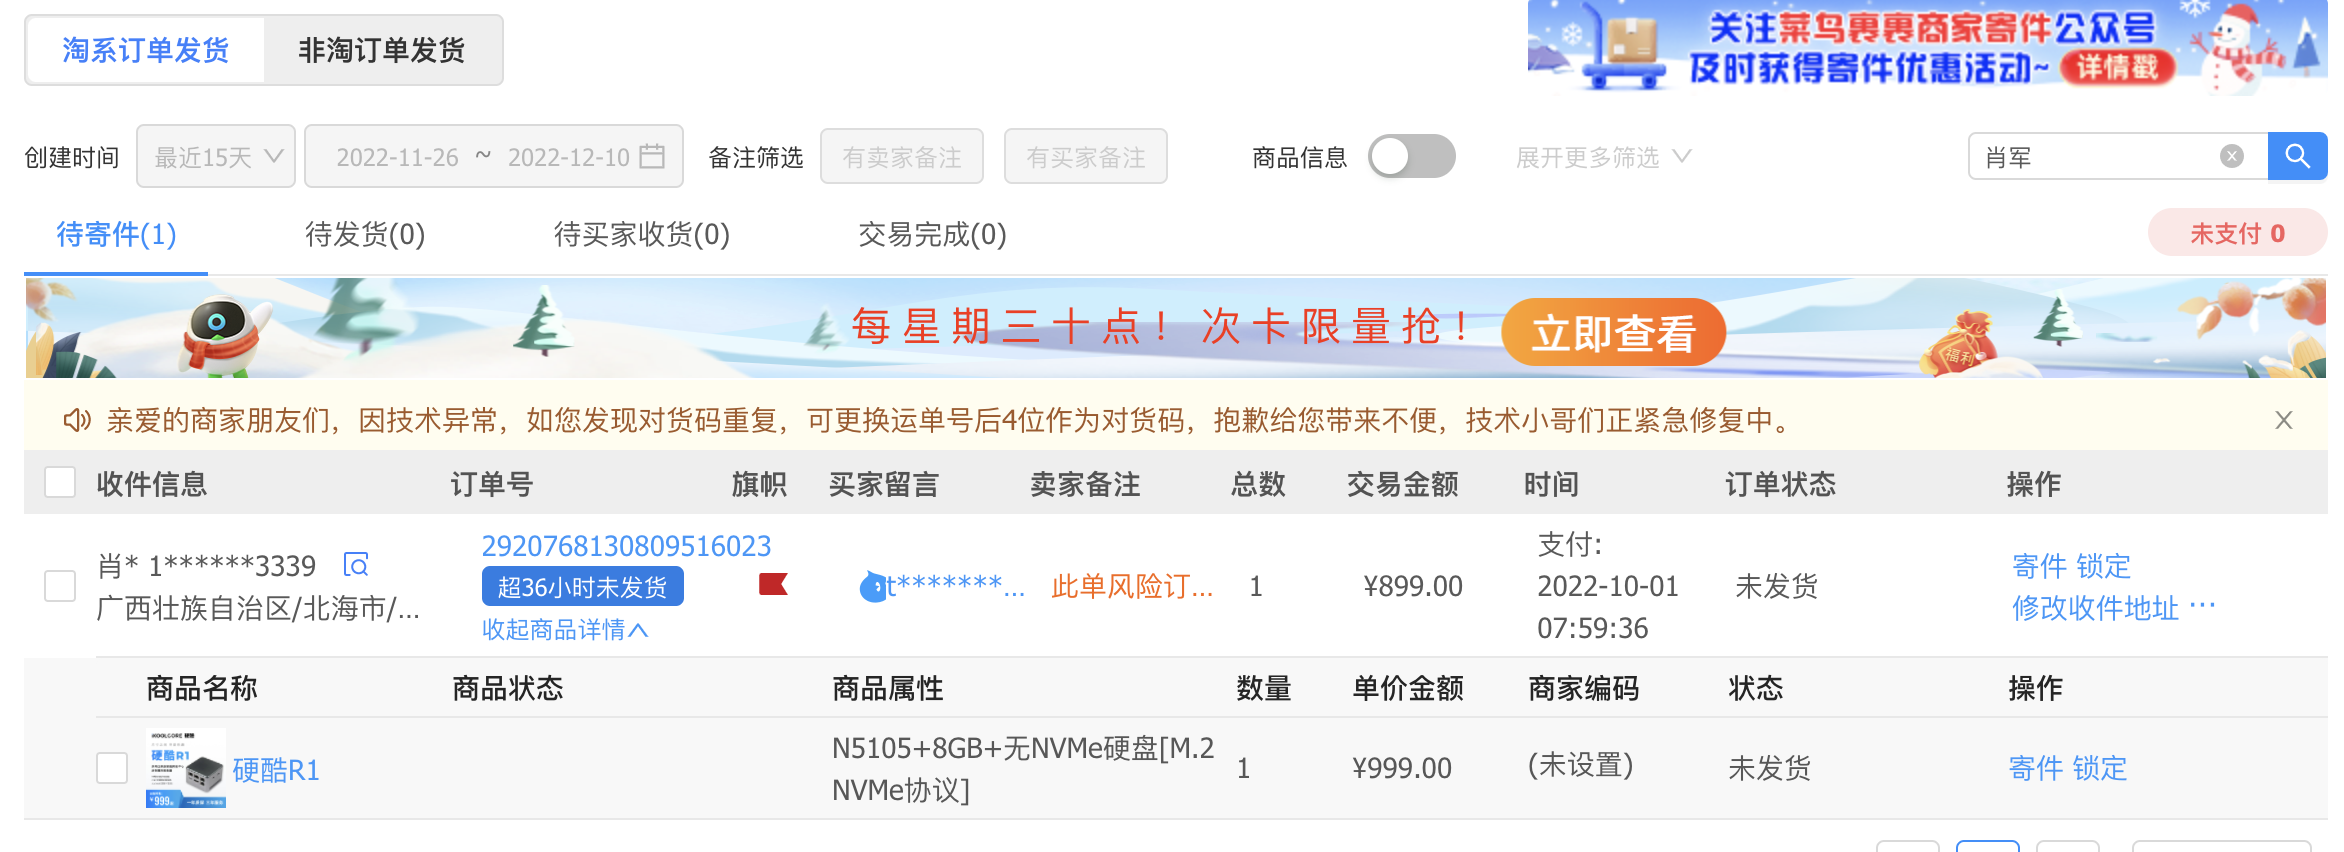 淘系订单发货 非淘订单发货
关注菜鸟裹裹商家寄件公众号
及时获得寄件优惠活动~ 详情戳
创建时间 最近15天 2022-11-26 ~ 2022-12-10 备注筛选 有卖家备注 有买家备注 商品信息 展开更多筛选 肖军
待寄件(1) 待发货(0) 待买家收货(0) 交易完成(0) 未支付 0
每星期三十点！次卡限量抢！ 立即查看
福利
亲爱的商家朋友们，因技术异常，如您发现对货码重复，可更换运单号后4位作为对货码，抱歉给您带来不便，技术小哥们正紧急修复中。
收件信息 订单号 旗帜 买家留言 卖家备注 总数 交易金额 时间 订单状态 操作
肖* 1******3339
广西壮族自治区/北海市/...
2920768130809516023
超36小时未发货
收起商品详情
t*******...
此单风险订...
1
¥899.00
支付:
2022-10-01
07:59:36
未发货
寄件 锁定
修改收件地址 ···
商品名称 商品状态 商品属性 数量 单价金额 商家编码 状态 操作
硬酷R1
999
硬酷R1
N5105+8GB+无NVMe硬盘[M.2
NVMe协议]
1
¥999.00
(未设置)
未发货
寄件 锁定